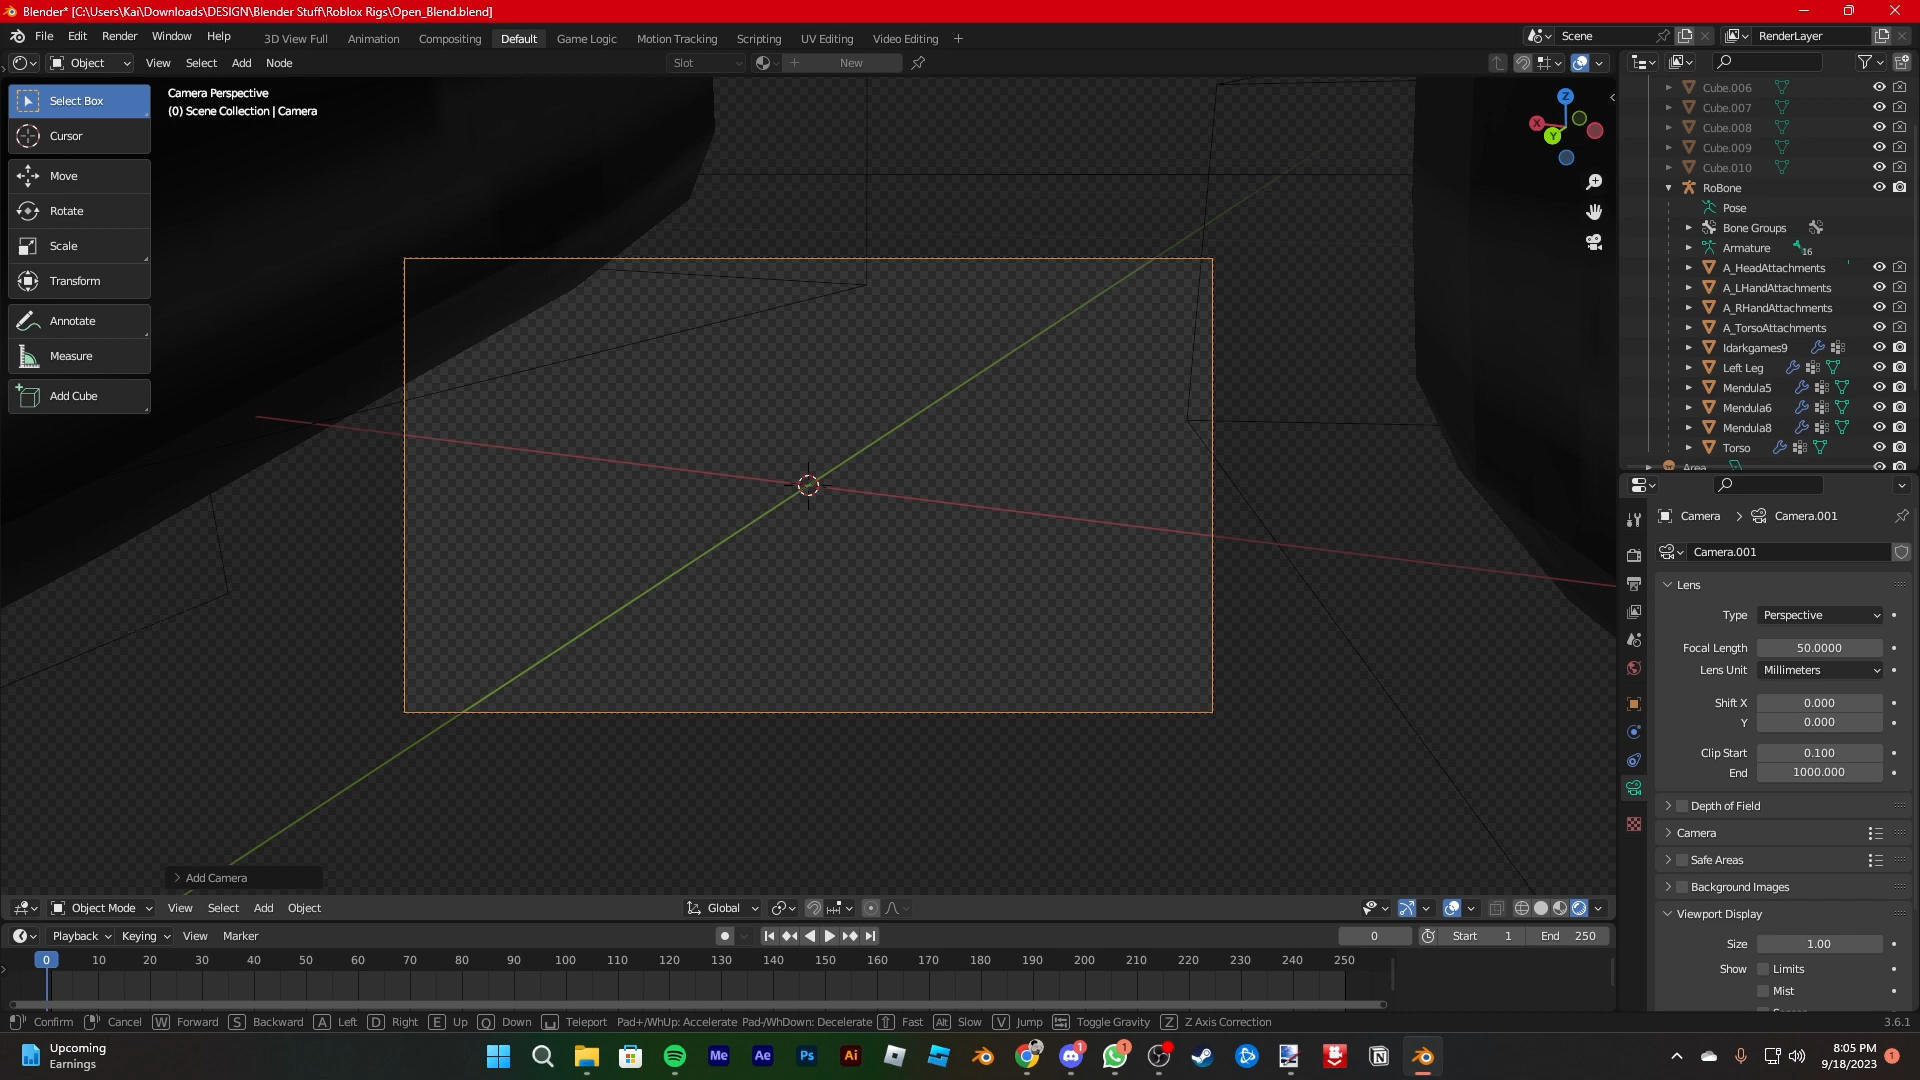 Blender* [C:\Users\Kai\Downloads\DESIGN\Blender Stuff\Roblox Rigs\Open_Blend.blend]
File Edit Render Window Help
3D View Full Animation Compositing Default Game Logic Motion Tracking Scripting UV Editing Video Editing
Scene
RenderLayer
Object View Select Add Node
Slot
New
Select Box
Cursor
Move
Rotate
Scale
Transform
Annotate
Measure
Add Cube
Camera Perspective
(0) Scene Collection | Camera
Z
X
Y
Cube.006
Cube.007
Cube.008
Cube.009
Cube.010
RoBone
Pose
Bone Groups
Armature
16
A_HeadAttachments
A_LHandAttachments
A_RHandAttachments
A_TorsoAttachments
Idarkgames9
Left Leg
Mendula5
Mendula6
Mendula8
Torso
Area
Camera > Camera.001
Camera.001
Lens
Type Perspective
Focal Length 50.0000
Lens Unit Millimeters
Shift X 0.000
Y 0.000
Clip Start 0.100
End 1000.000
Depth of Field
Camera
Safe Areas
Background Images
Viewport Display
Size 1.00
Show Limits
Mist
Add Camera
Object Mode View Select Add Object
Global
Playback Keying View Marker
0
Start 1
End 250
0 10 20 30 40 50 60 70 80 90 100 110 120 130 140 150 160 170 180 190 200 210 220 230 240 250
Confirm Cancel W Forward S Backward A Left D Right E Up Q Down Teleport Pad+/WhUp: Accelerate Pad-/WhDown: Decelerate Fast Alt Slow V Jump Toggle Gravity Z Z Axis Correction
3.6.1
Upcoming
Earnings
Me
Ae
Ps
Ai
1
1
8:05 PM
9/18/2023
1